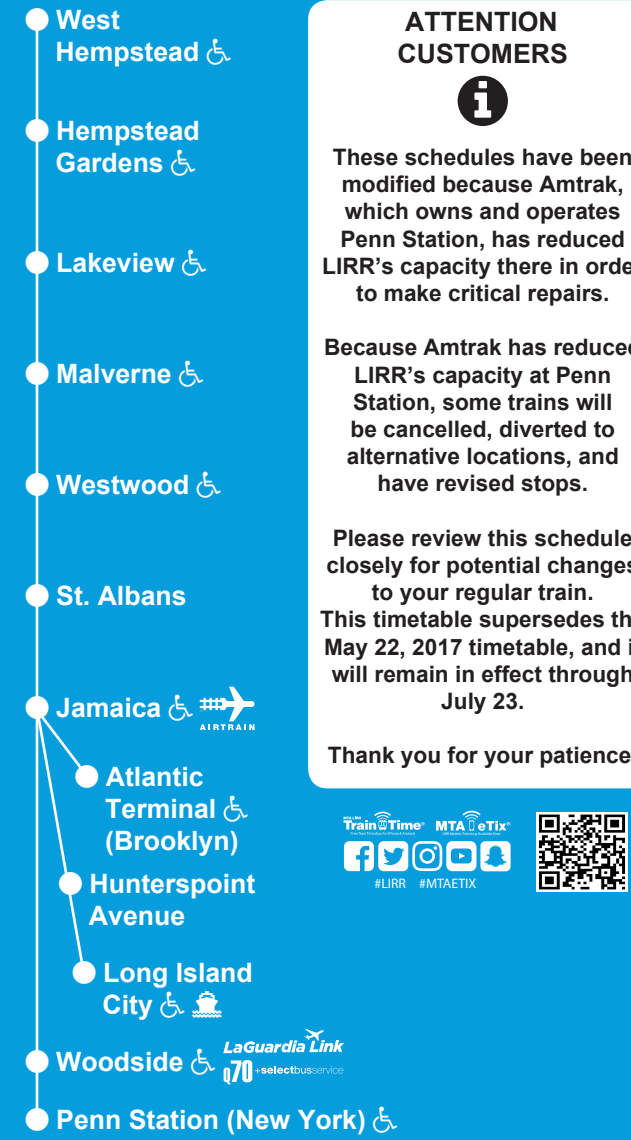 West
Hempstead
Hempstead
Gardens
Lakeview
Malverne
Westwood
St. Albans
Jamaica
AIRTRAIN
Atlantic
Terminal
(Brooklyn)
Hunterspoint
Avenue
Long Island
City
LaGuardia Link
Woodside
Q70 +selectbusservice
Penn Station (New York)
ATTENTION
CUSTOMERS
These schedules have been
modified because Amtrak,
which owns and operates
Penn Station, has reduced
LIRR's capacity there in orde
to make critical repairs.
Because Amtrak has reduced
LIRR's capacity at Penn
Station, some trains will
be cancelled, diverted to
alternative locations, and
have revised stops.
Please review this schedule
closely for potential changes
to your regular train.
This timetable supersedes th
May 22, 2017 timetable, and i
will remain in effect through
July 23.
Thank you for your patience
Train Time® MTA eTix®
#LIRR #MTAETIX